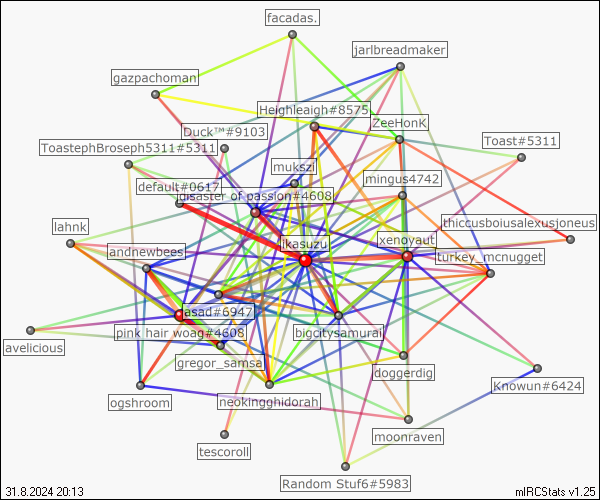 facadas.
jarlbreadmaker
gazpachoman
Heighleaigh#8575
ZeeHonK
Duck™#9103
Toast#5311
ToastephBroseph5311#5311
mukszi
mingus4742
default#0617
disaster of passion#4608
thiccusboiusalexusjoneus
lahnk
ikasuzu
xenoyaut
andnewbees
turkey_mcnugget
asad#6947
pink hair woag#4608
bigcitysamurai
avelicious
gregor_samsa
doggerdig
Knowun#6424
ogshroom
neokingghidorah
moonraven
tescoroll
Random Stuf6#5983
31.8.2024 20:13
mIRCStats v1.25